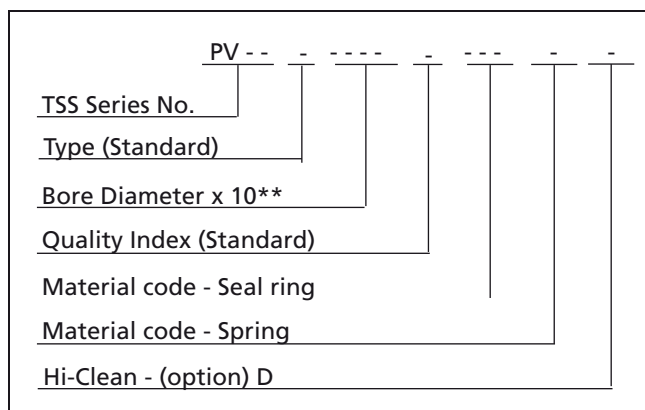 PV - - - - - - - - - - - - -
TSS Series No.
Type (Standard)
Bore Diameter x 10**
Quality Index (Standard)
Material code - Seal ring
Material code - Spring
Hi-Clean - (option) D